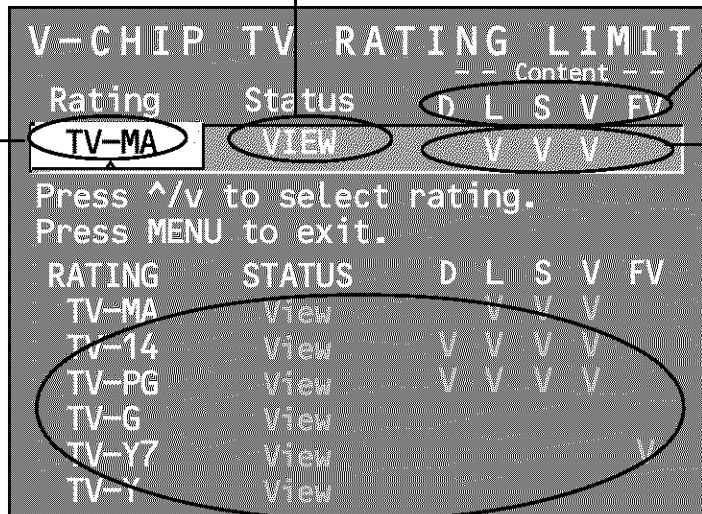 V-CHIP TV RATING LIMIT
- - Content - -
Rating Status D L S V FV
TV-MA VIEW V V V
Press ^/v to select rating.
Press MENU to exit.
RATING STATUS D L S V FV
TV-MA View V V V
TV-14 View V V V V
TV-PG View V V V V
TV-G View
TV-Y7 View V
TV-Y View